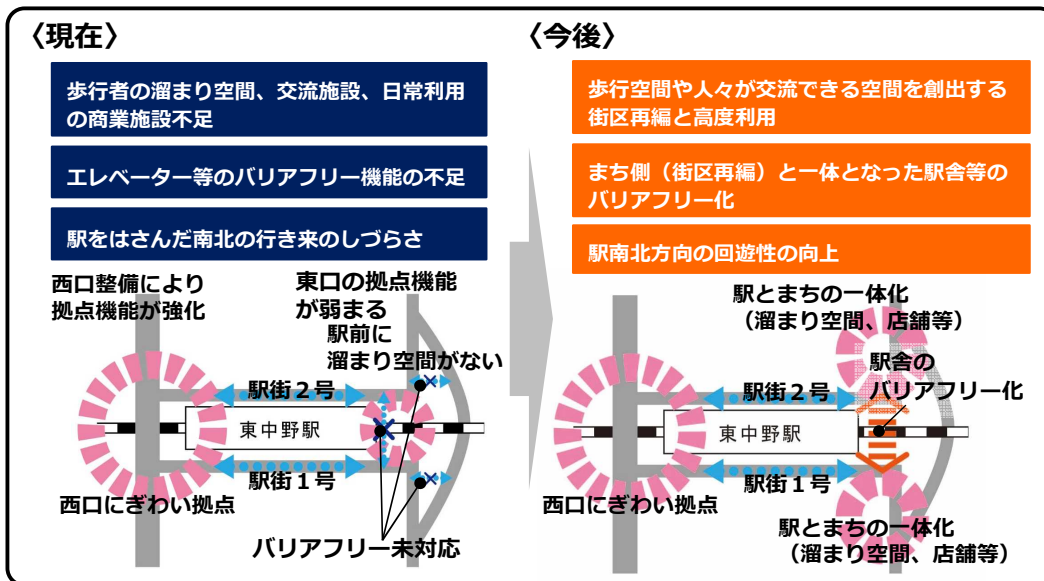 〈現在〉
歩行者の溜まり空間、交流施設、日常利用
の商業施設不足
エレベーター等のバリアフリー機能の不足
駅をはさんだ南北の行き来のしづらさ
西口整備により
拠点機能が強化
東口の拠点機能
が弱まる
駅前に
溜まり空間がない
駅街２号
東中野駅
駅街１号
西口にぎわい拠点
バリアフリー未対応
〈今後〉
歩行空間や人々が交流できる空間を創出する
街区再編と高度利用
まち側（街区再編）と一体となった駅舎等の
バリアフリー化
駅南北方向の回遊性の向上
駅とまちの一体化
（溜まり空間、店舗等）
駅舎の
バリアフリー化
駅街２号
東中野駅
駅街１号
西口にぎわい拠点
駅とまちの一体化
（溜まり空間、店舗等）